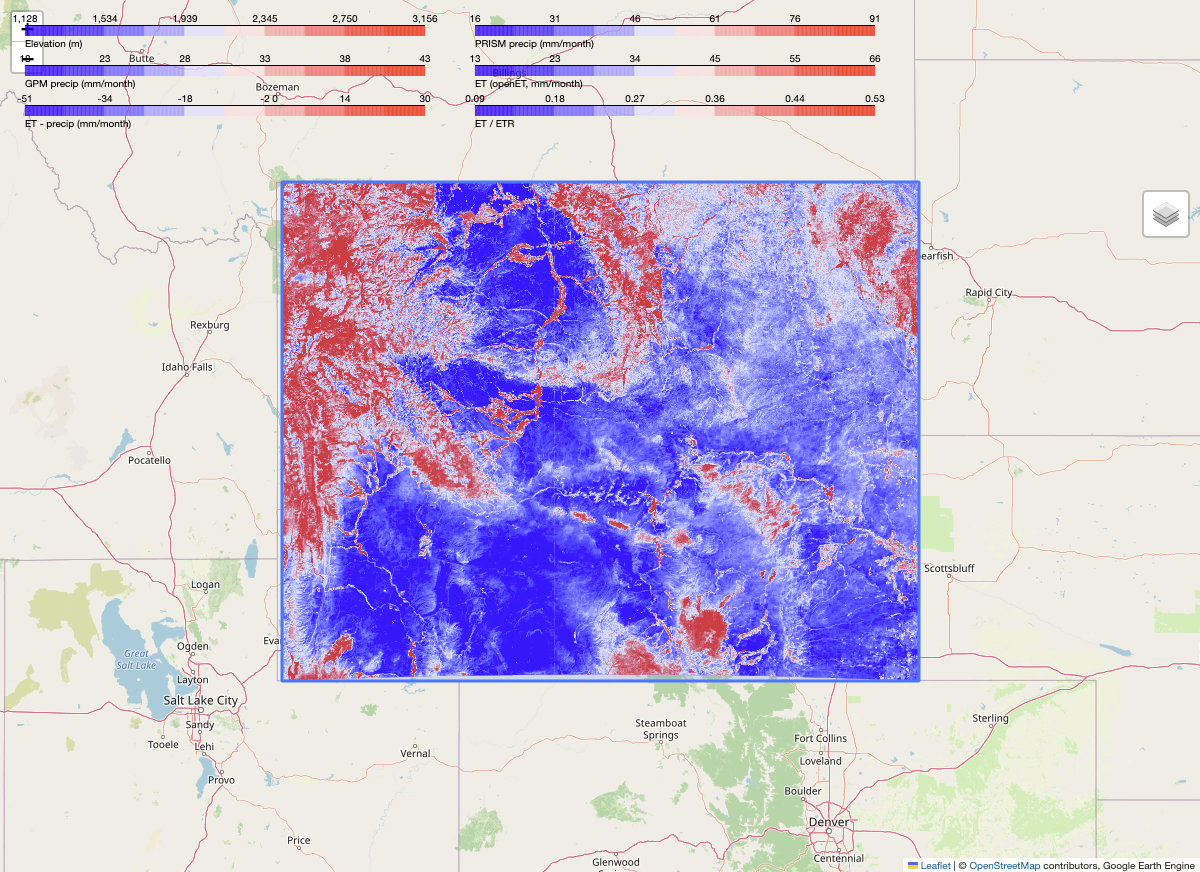 1,128 1,534 1,939 2,345 2,750 3,156
Elevation (m)
16 31 46 61 76 91
PRISM precip (mm/month)
Butte
18 23 28 33 38 43
GPM precip (mm/month)
13 23 34 45 55 66
Billings
ET (openET, mm/month)
Bozeman
-51 -34 -18 -2 0 14 30
ET - precip (mm/month)
0.09 0.18 0.27 0.36 0.44 0.53
ET / ETR
earfish
Rapid City
Rexburg
Idaho Falls
Pocatello
Scottsbluff
Logan
Eva
Ogden
Great
Salt Lake
Layton
Salt Lake City
Sandy
Tooele
Lehi
Provo
Vernal
Price
Steamboat
Springs
Sterling
Fort Collins
Loveland
Boulder
Denver
Centennial
Glenwood
Leaflet | © OpenStreetMap contributors, Google Earth Engine